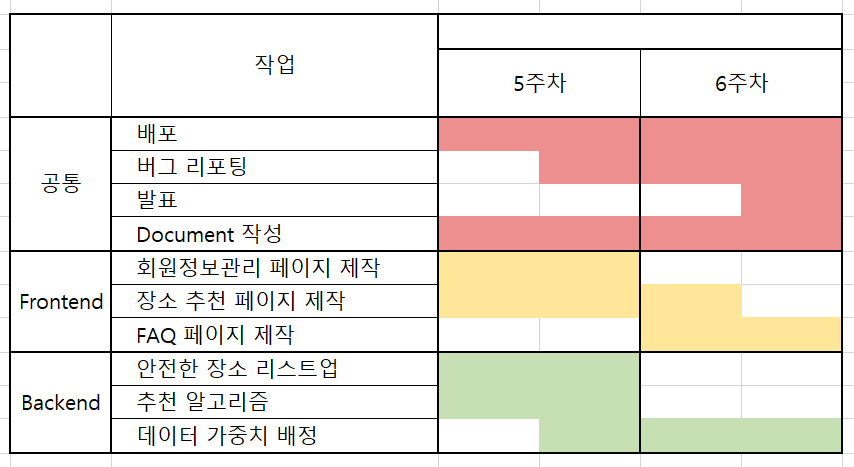 작업
5주차
6주차
공통
배포
버그 리포팅
발표
Document 작성
Frontend
회원정보관리 페이지 제작
장소 추천 페이지 제작
FAQ 페이지 제작
Backend
안전한 장소 리스트업
추천 알고리즘
데이터 가중치 배정